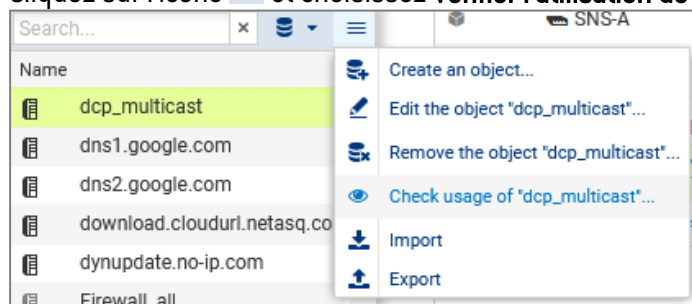 Cliquez sur l'icône et choisissez Vérifier l'utilisation de
Search...
SNS-A
Name
dcp_multicast
dns1.google.com
dns2.google.com
download.cloudurl.netasq.co
dynupdate.no-ip.com
Firewall_all
Create an object...
Edit the object "dcp_multicast"...
Remove the object "dcp_multicast"...
Check usage of "dcp_multicast"...
Import
Export